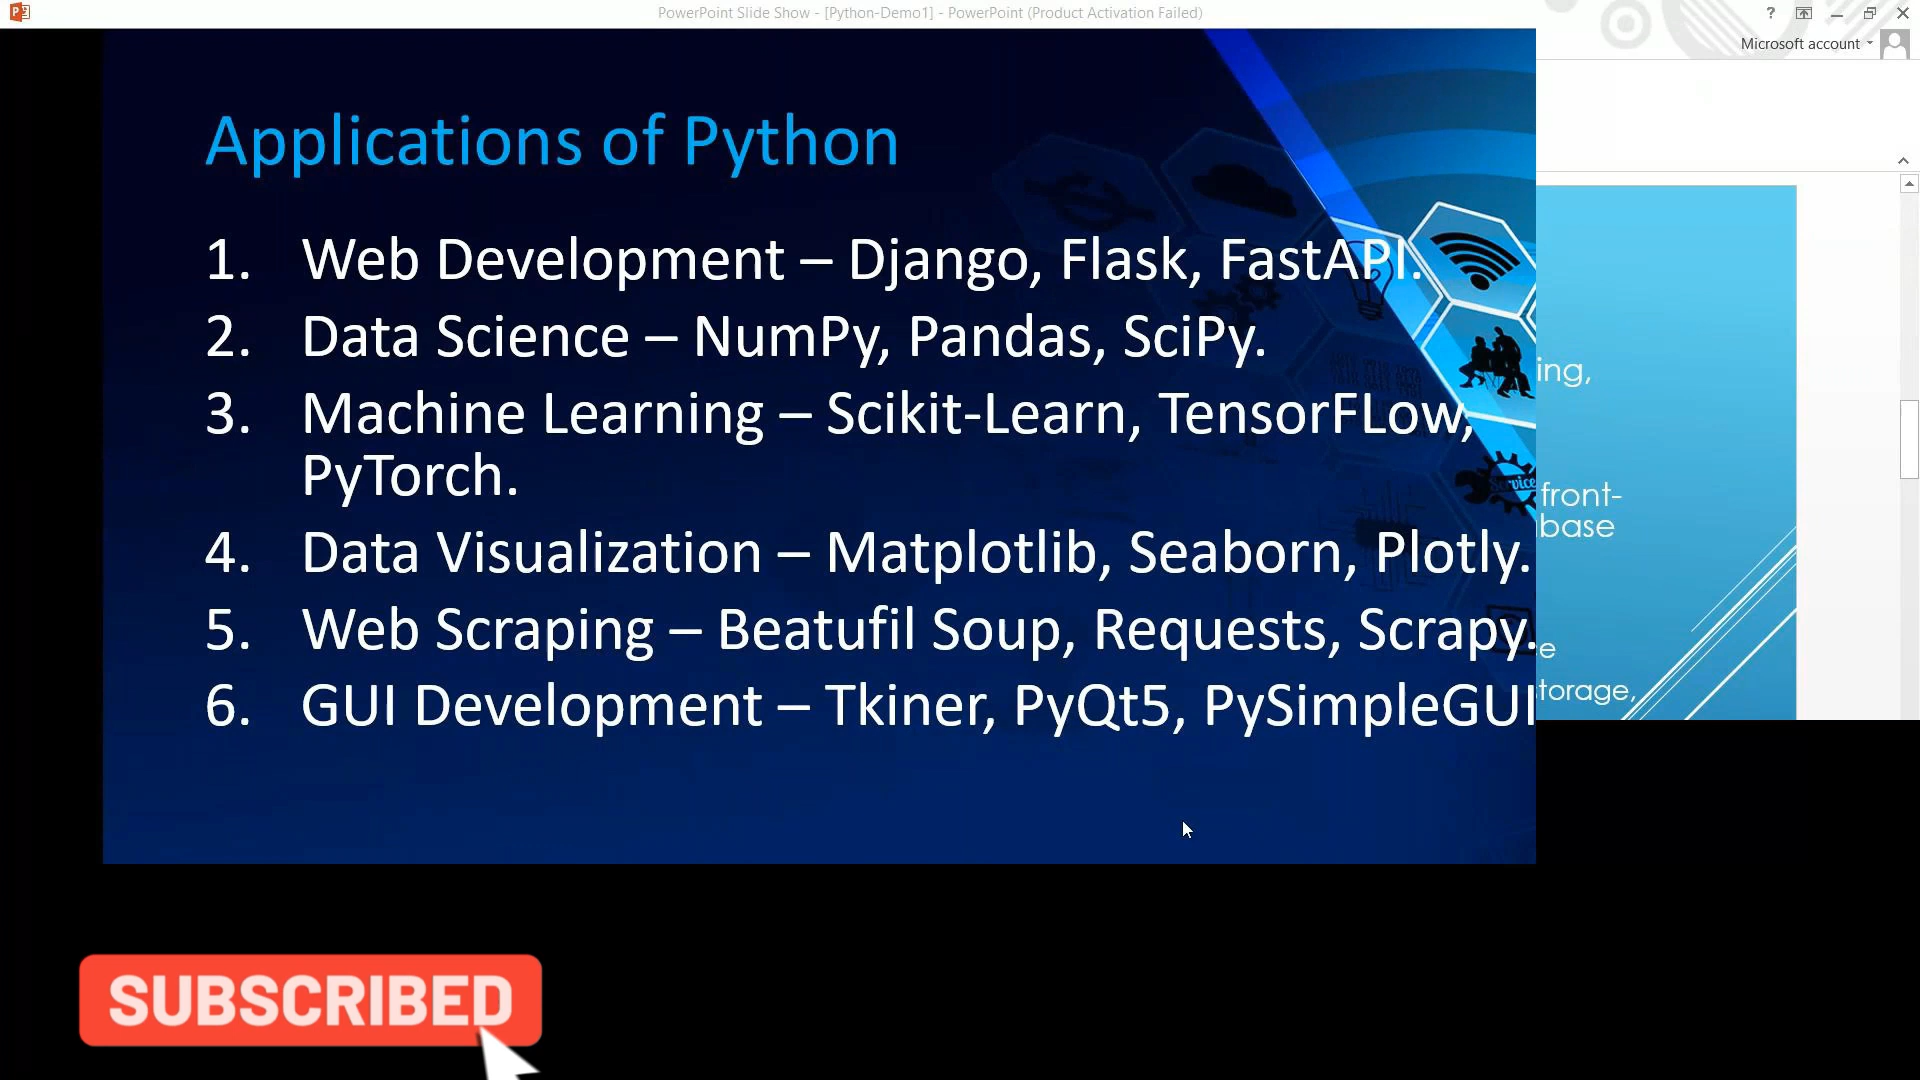 PowerPoint Slide Show - [Python-Demo1] - PowerPoint (Product Activation Failed)
?
Microsoft account
Applications of Python
1. Web Development – Django, Flask, FastAPI.
2. Data Science – NumPy, Pandas, SciPy.
3. Machine Learning – Scikit-Learn, TensorFLow,
PyTorch.
4. Data Visualization – Matplotlib, Seaborn, Plotly.
5. Web Scraping – Beatufil Soup, Requests, Scrapy.
6. GUI Development – Tkiner, PyQt5, PySimpleGUI
Service
ing,
front-
base
e
torage,
SUBSCRIBED